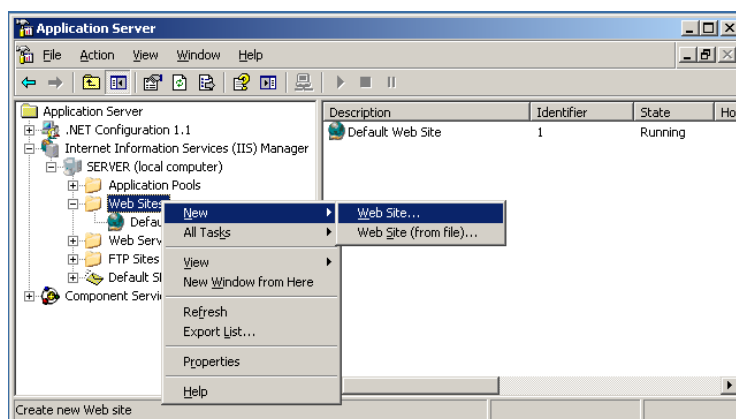 Application Server
File Action View Window Help
Application Server
.NET Configuration 1.1
Internet Information Services (IIS) Manager
SERVER (local computer)
Application Pools
Web Sites
Defau
Web Serv
FTP Sites
Default S
Component Servi
Description Identifier State Ho
Default Web Site 1 Running
New
All Tasks
View
New Window from Here
Refresh
Export List...
Properties
Help
Web Site...
Web Site (from file)...
Create new Web site